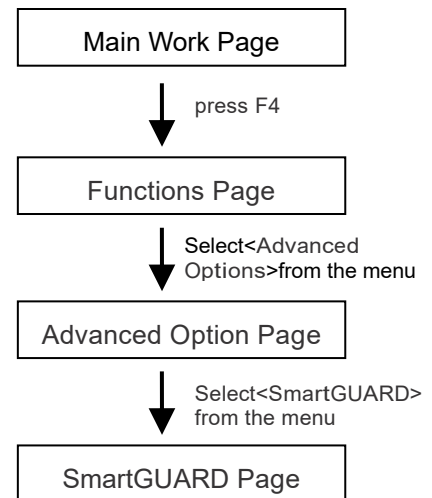 Main Work Page
press F4
Functions Page
Select<Advanced
Options>from the menu
Advanced Option Page
Select<SmartGUARD>
from the menu
SmartGUARD Page